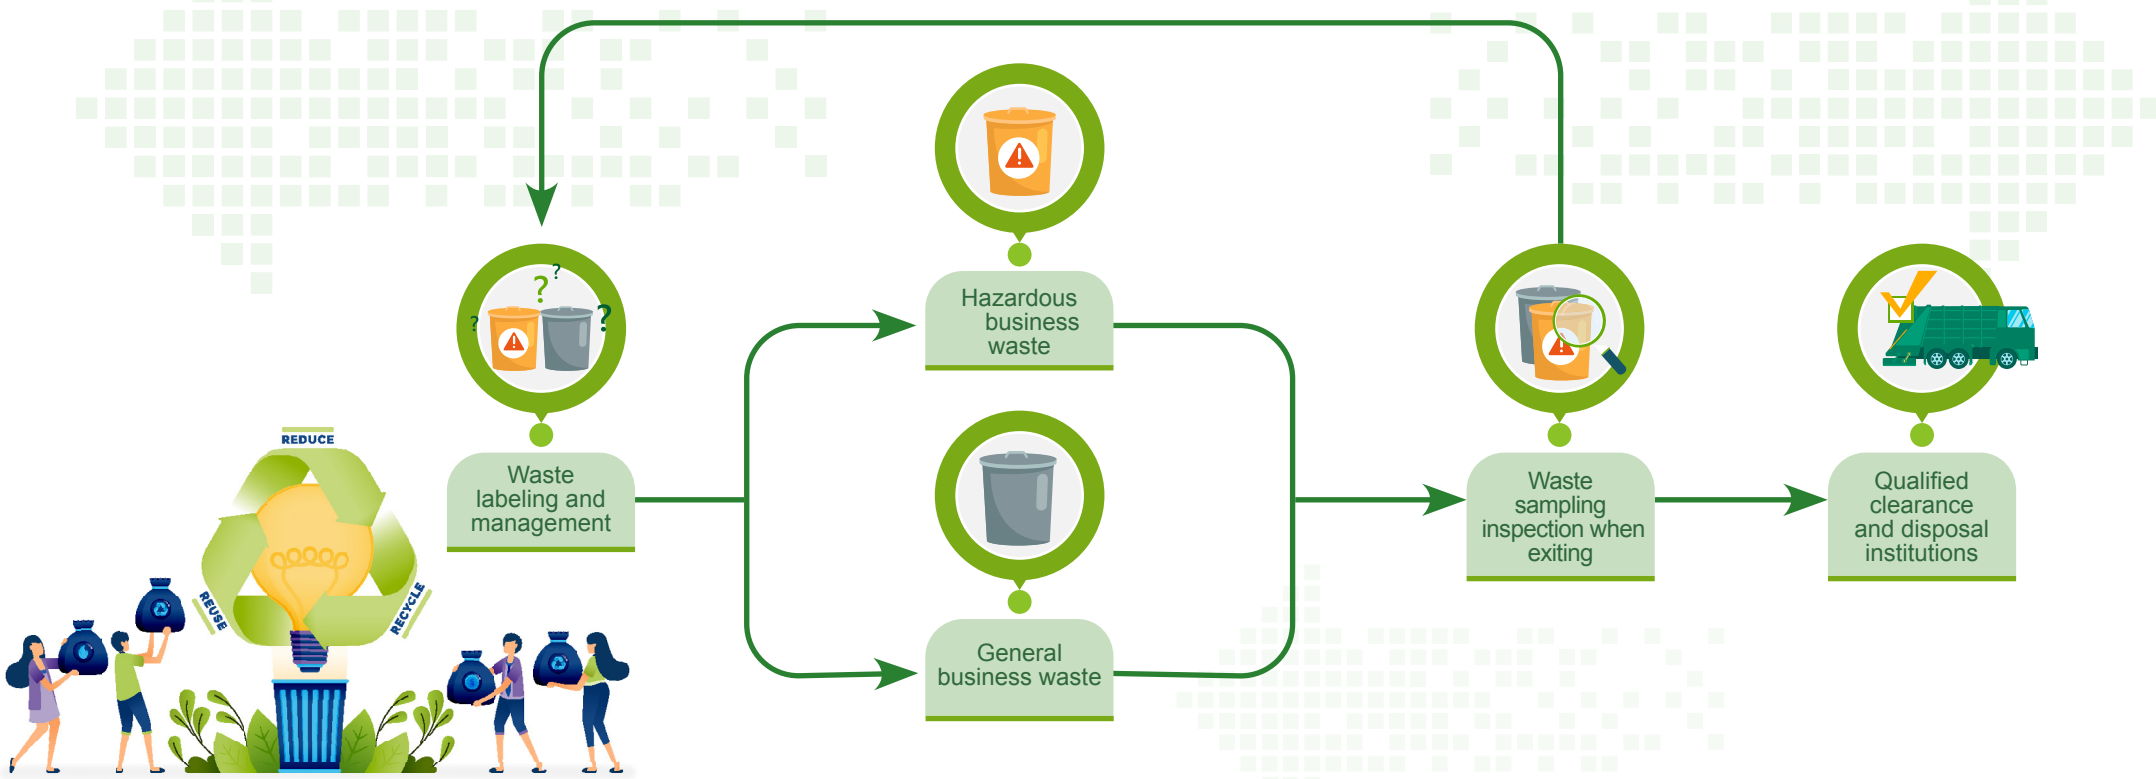 Hazardous
business
waste
REDUCE
REUSE
RECYCLE
Waste
labeling and
management
General
business waste
Waste
sampling
inspection when
exiting
Qualified
clearance
and disposal
institutions
?
?
?
?